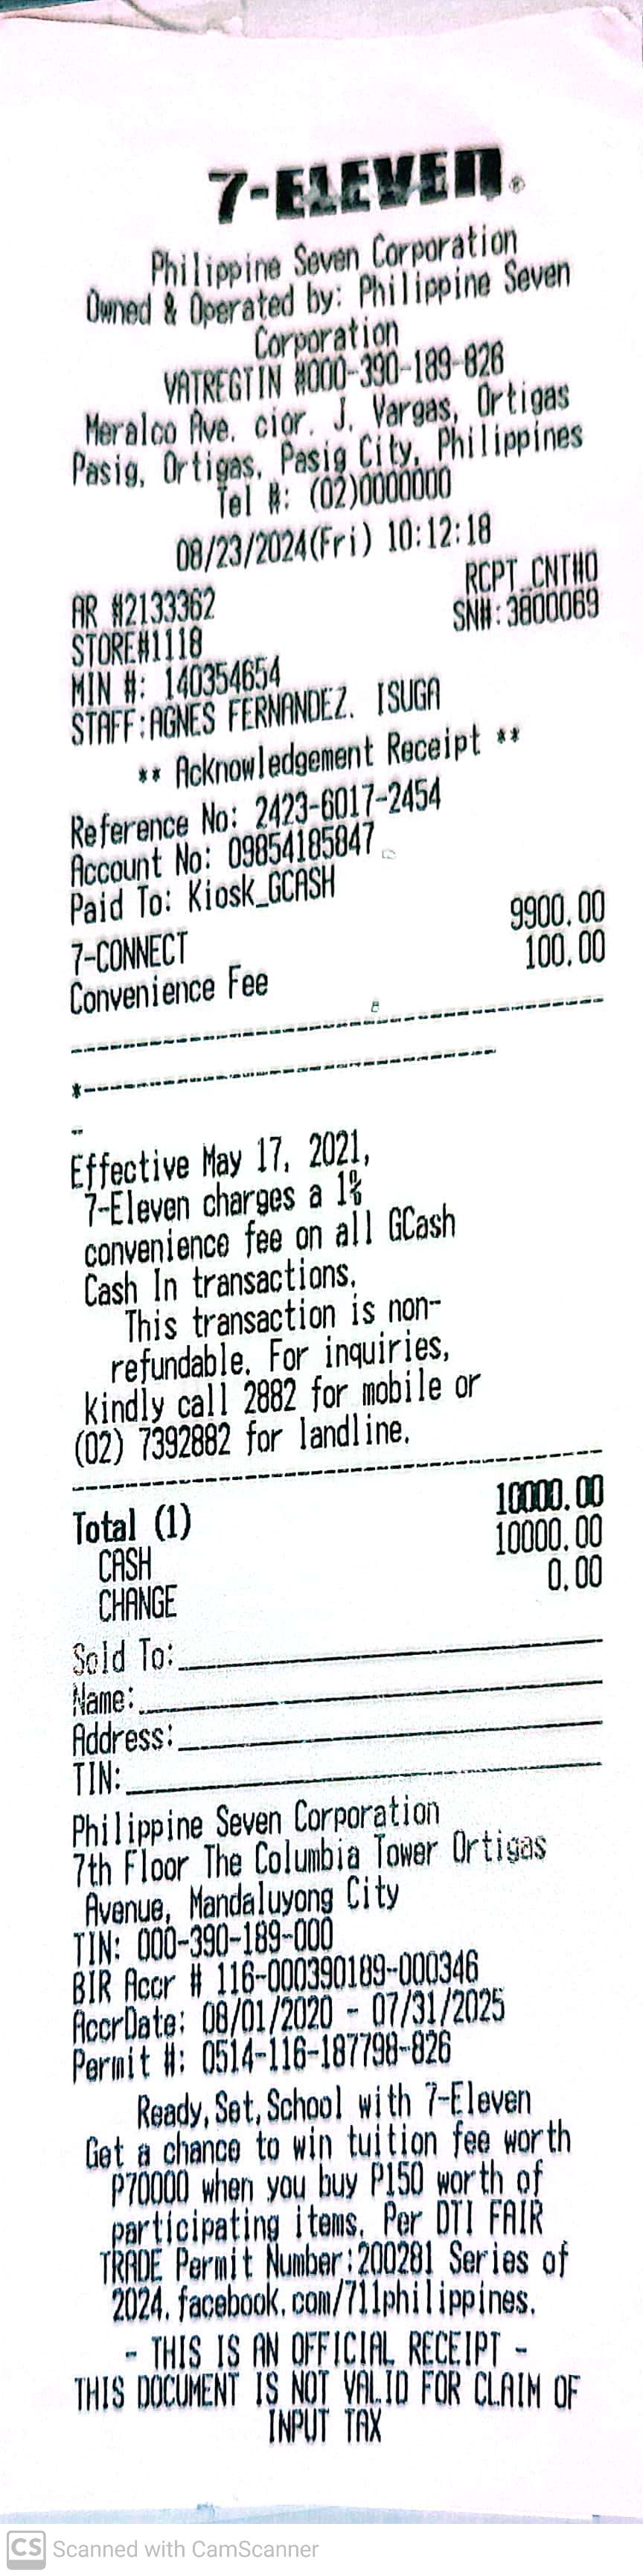 7-ELEVEN®
Philippine Seven Corporation
Owned & Operated by: Philippine Seven
Corporation
VATREGTIN #000-390-189-826
Meralco Ave. cior. J. Vargas, Ortigas
Pasig, Ortigas, Pasig City, Philippines
Tel #: (02)0000000
08/23/2024(Fri) 10:12:18
RCPT_CNT#0
AR #2133362
SN#:3800069
STORE#1118
MIN #: 140354654
STAFF:AGNES FERNANDEZ. ISUGA
** Acknowledgement Receipt **
Reference No: 2423-6017-2454
Account No: 09854185847
Paid To: Kiosk_GCASH
7-CONNECT 9900.00
Convenience Fee 100.00
--------------------------------------
*------------------------------
-
Effective May 17, 2021,
7-Eleven charges a 1%
convenience fee on all GCash
Cash In transactions.
This transaction is non-
refundable. For inquiries,
kindly call 2882 for mobile or
(02) 7392882 for landline.
--------------------------------------
Total (1) 10000.00
CASH 10000.00
CHANGE 0.00
Sold To:
Name:
Address:
TIN:
Philippine Seven Corporation
7th Floor The Columbia Tower Ortigas
Avenue, Mandaluyong City
TIN: 000-390-189-000
BIR Accr # 116-000390189-000346
AccrDate: 08/01/2020 - 07/31/2025
Permit #: 0514-116-187798-826
Ready,Set,School with 7-Eleven
Get a chance to win tuition fee worth
P70000 when you buy P150 worth of
participating items. Per DTI FAIR
TRADE Permit Number:200281 Series of
2024. facebook.com/711philippines.
- THIS IS AN OFFICIAL RECEIPT -
THIS DOCUMENT IS NOT VALID FOR CLAIM OF
INPUT TAX
CS Scanned with CamScanner